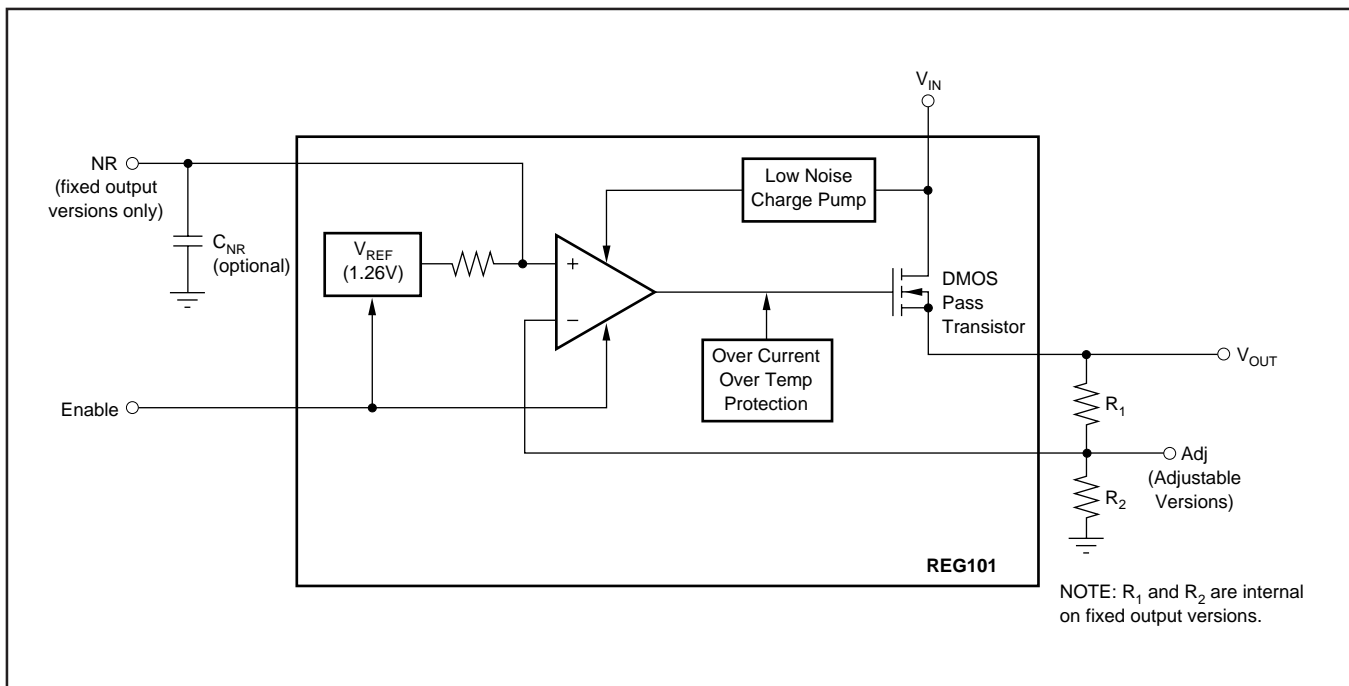 V_IN
NR
(fixed output
versions only)
Low Noise
Charge Pump
C_NR
(optional)
V_REF
(1.26V)
+
−
DMOS
Pass
Transistor
Over Current
Over Temp
Protection
V_OUT
R_1
Enable
Adj
(Adjustable
Versions)
R_2
REG101
NOTE: R_1 and R_2 are internal
on fixed output versions.